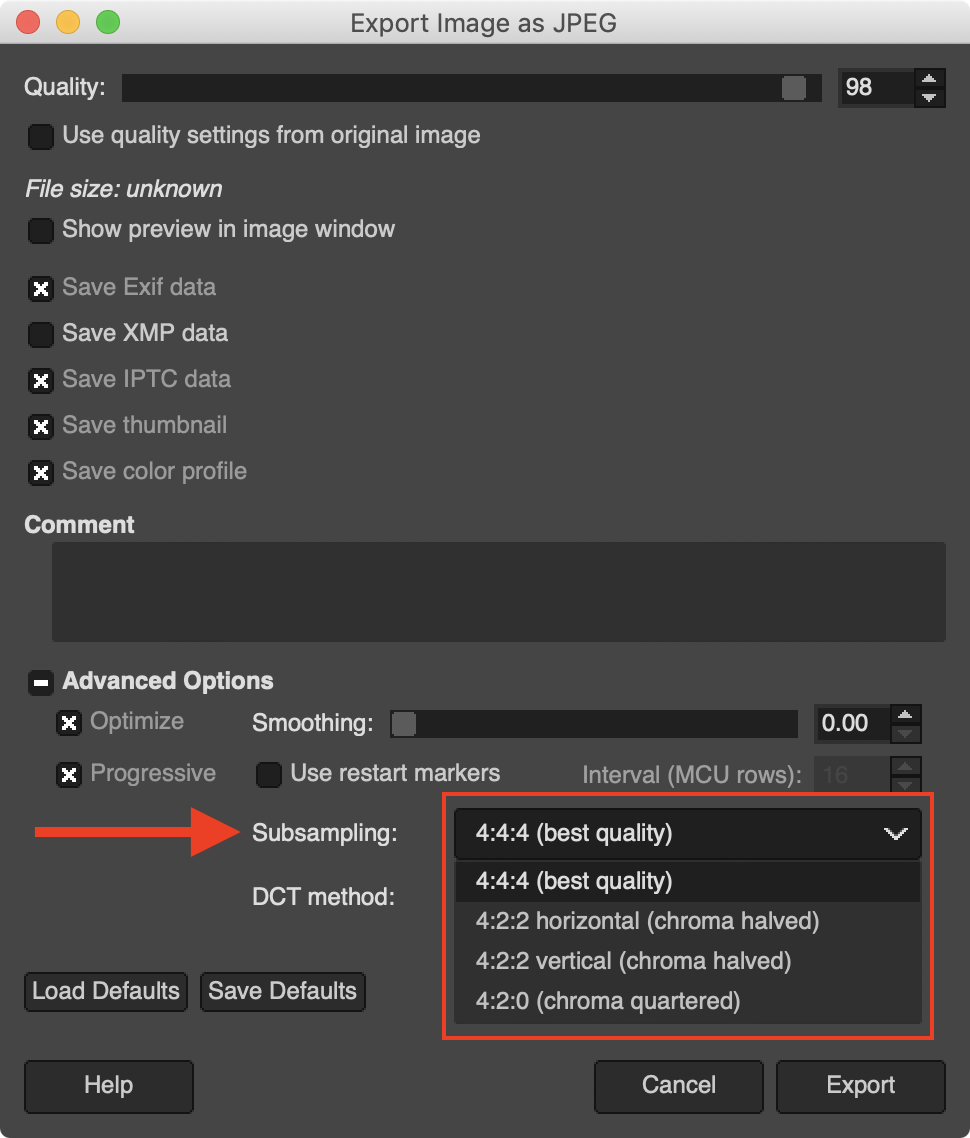 Export Image as JPEG
Quality: 98
Use quality settings from original image
File size: unknown
Show preview in image window
Save Exif data
Save XMP data
Save IPTC data
Save thumbnail
Save color profile
Comment
Advanced Options
Optimize Smoothing: 0.00
Progressive Use restart markers Interval (MCU rows): 16
Subsampling: 4:4:4 (best quality)
4:4:4 (best quality)
DCT method:
4:2:2 horizontal (chroma halved)
4:2:2 vertical (chroma halved)
4:2:0 (chroma quartered)
Load Defaults Save Defaults
Help Cancel Export